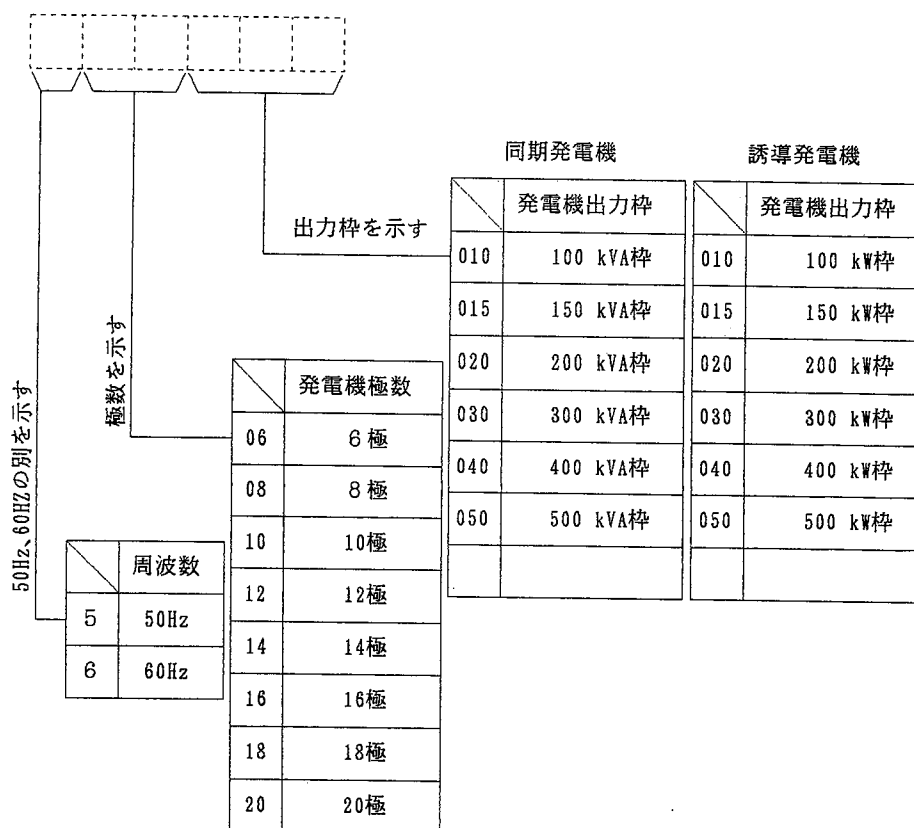 同期発電機
発電機出力枠
010 100 kVA枠
015 150 kVA枠
020 200 kVA枠
030 300 kVA枠
040 400 kVA枠
050 500 kVA枠
誘導発電機
発電機出力枠
010 100 kW枠
015 150 kW枠
020 200 kW枠
030 300 kW枠
040 400 kW枠
050 500 kW枠
出力枠を示す
極数を示す
発電機極数
06 6極
08 8極
10 10極
12 12極
14 14極
16 16極
18 18極
20 20極
50Hz、60HZの別を示す
周波数
5 50Hz
6 60Hz